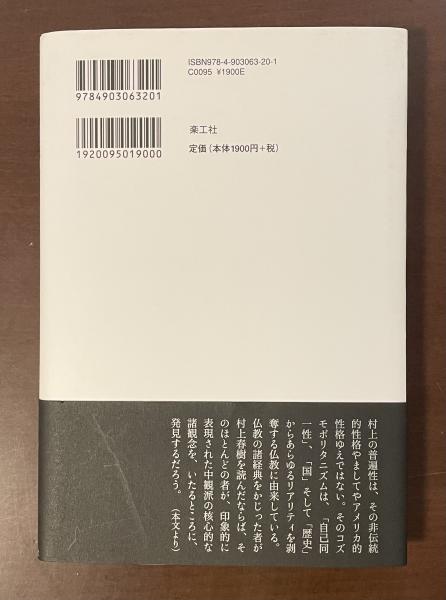 ISBN978-4-903063-20-1
C0095 ¥1900E
9784903063201
1920095019000
楽工社
定価(本体1900円+税)
村上の普遍性は、その非伝統
的性格やましてやアメリカ的
性格ゆえではない。そのコズ
モポリタニズムは、「自己同
一性」、「国」そして「歴史」
からあらゆるリアリティを剥
奪する仏教に由来している。
仏教の諸経典をかじった者が
村上春樹を読んだならば、そ
のほとんどの者が、印象的に
表現された中観派の核心的な
諸観念を、いたるところに、
発見するだろう。(本文より)